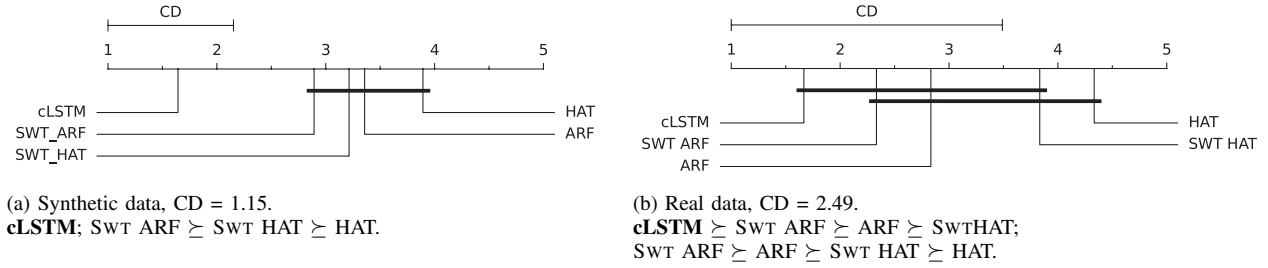 CD
1 2 3 4 5
cLSTM HAT
SWT_ARF ARF
SWT_HAT
(a) Synthetic data, CD = 1.15.
cLSTM; SWT ARF ⪰ SWT HAT ⪰ HAT.
CD
1 2 3 4 5
cLSTM HAT
SWT ARF SWT HAT
ARF
(b) Real data, CD = 2.49.
cLSTM ⪰ SWT ARF ⪰ ARF ⪰ SWTHAT;
SWT ARF ⪰ ARF ⪰ SWT HAT ⪰ HAT.